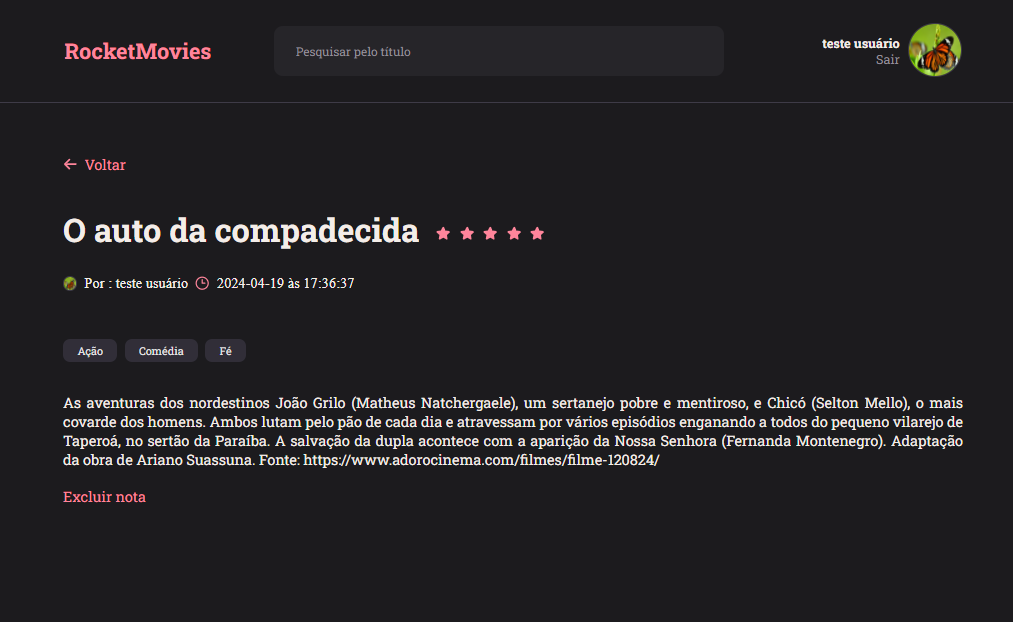 RocketMovies
Pesquisar pelo título
teste usuário
Sair
Voltar
O auto da compadecida
Por : teste usuário 2024-04-19 às 17:36:37
Ação Comédia Fé
As aventuras dos nordestinos João Grilo (Matheus Natchergaele), um sertanejo pobre e mentiroso, e Chicó (Selton Mello), o mais
covarde dos homens. Ambos lutam pelo pão de cada dia e atravessam por vários episódios enganando a todos do pequeno vilarejo de
Taperoá, no sertão da Paraíba. A salvação da dupla acontece com a aparição da Nossa Senhora (Fernanda Montenegro). Adaptação
da obra de Ariano Suassuna. Fonte: https://www.adorocinema.com/filmes/filme-120824/
Excluir nota